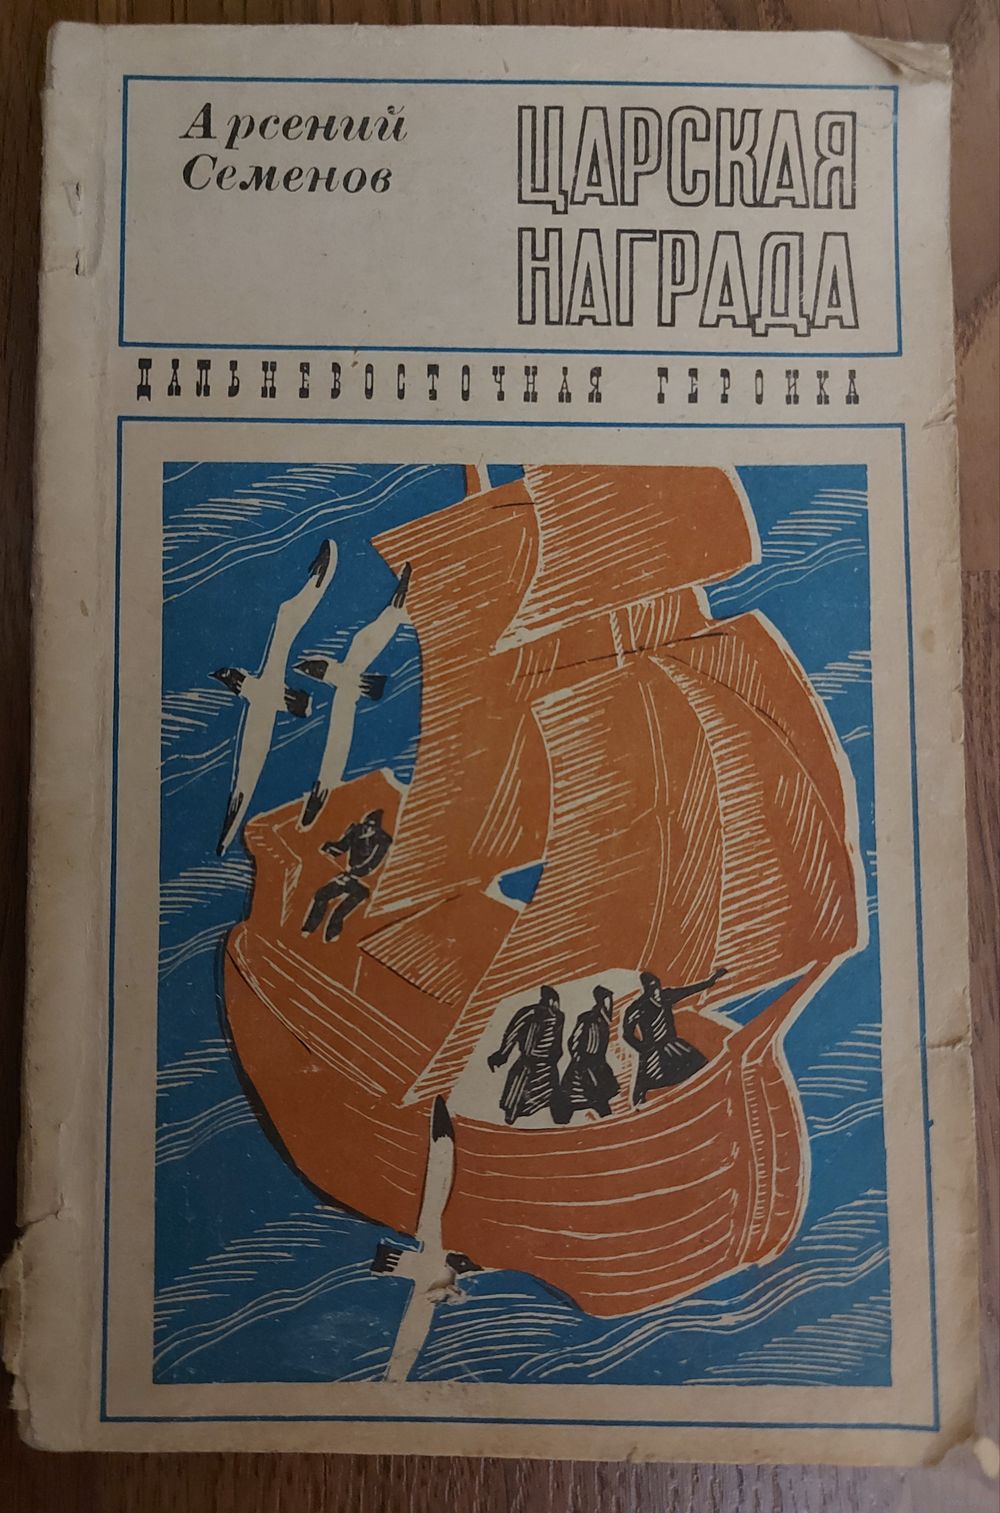 Арсений
Семенов
ЦАРСКАЯ
НАГРАДА
ДАЛЬНЕВОСТОЧНАЯ ГЕРОИКА